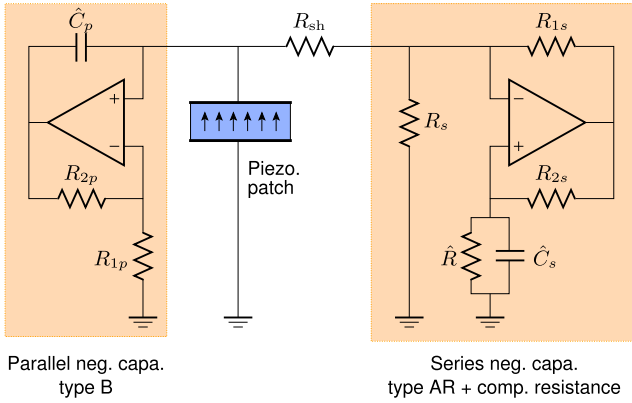 Ĉₚ
R_sh
R₁ₛ
+
−
−
+
Rₛ
R₂ₚ
R₂ₛ
Piezo.
patch
R₁ₚ
R̂
Ĉₛ
Parallel neg. capa.
type B
Series neg. capa.
type AR + comp. resistance